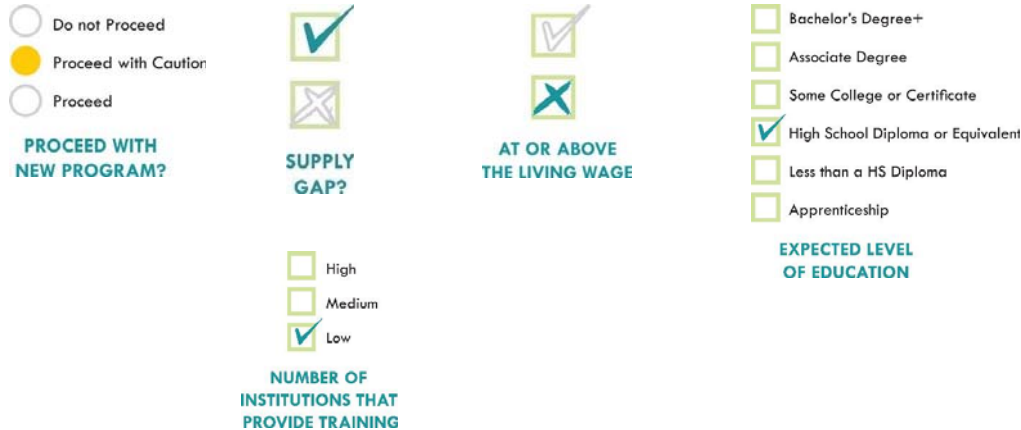 Do not Proceed
Proceed with Caution
Proceed
PROCEED WITH
NEW PROGRAM?
SUPPLY
GAP?
AT OR ABOVE
THE LIVING WAGE
Bachelor's Degree+
Associate Degree
Some College or Certificate
High School Diploma or Equivalent
Less than a HS Diploma
Apprenticeship
EXPECTED LEVEL
OF EDUCATION
High
Medium
Low
NUMBER OF
INSTITUTIONS THAT
PROVIDE TRAINING